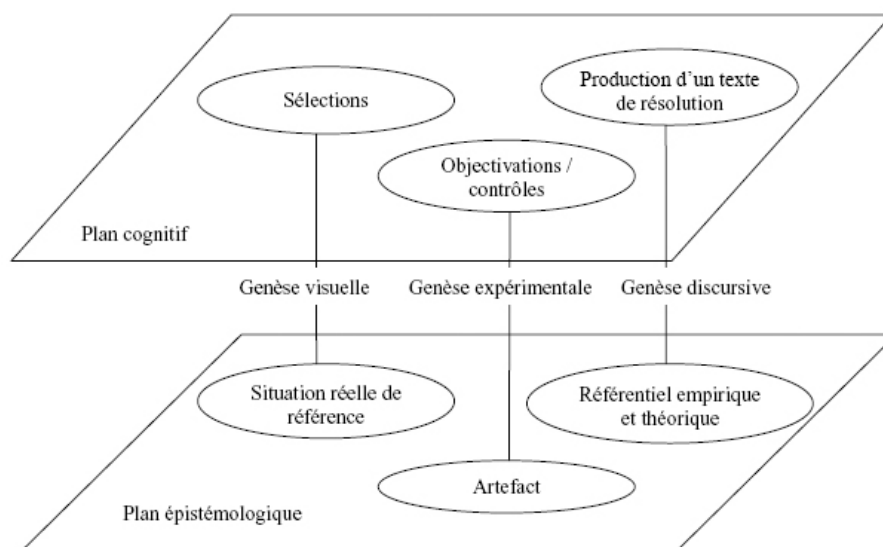 Sélections
Production d'un texte
de résolution
Objectivations /
contrôles
Plan cognitif
Genèse visuelle
Genèse expérimentale
Genèse discursive
Situation réelle de
référence
Référentiel empirique
et théorique
Artefact
Plan épistémologique